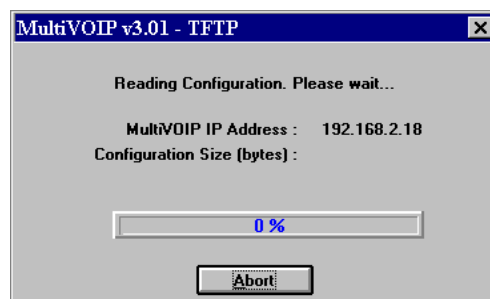 MultiVOIP v3.01 - TFTP
Reading Configuration. Please wait...
MultiVOIP IP Address : 192.168.2.18
Configuration Size (bytes) :
0 %
Abort